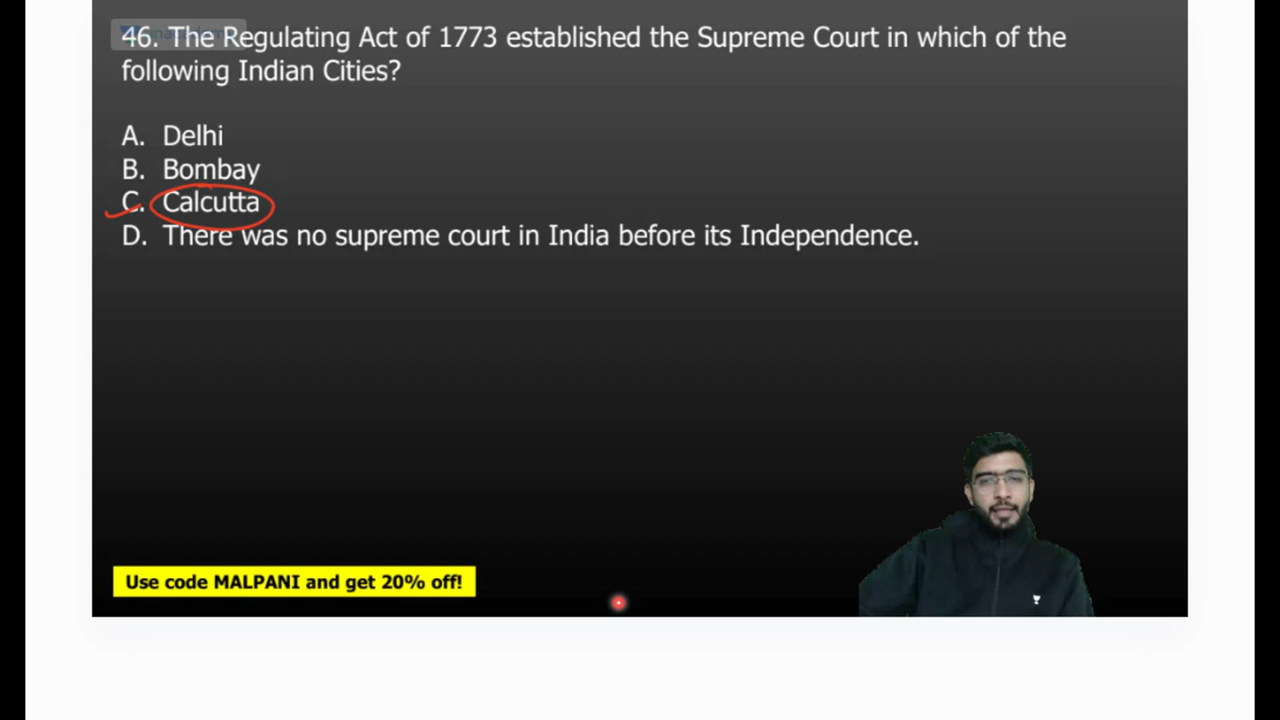 46. The Regulating Act of 1773 established the Supreme Court in which of the
following Indian Cities?
A. Delhi
B. Bombay
C. Calcutta
D. There was no supreme court in India before its Independence.
Use code MALPANI and get 20% off!